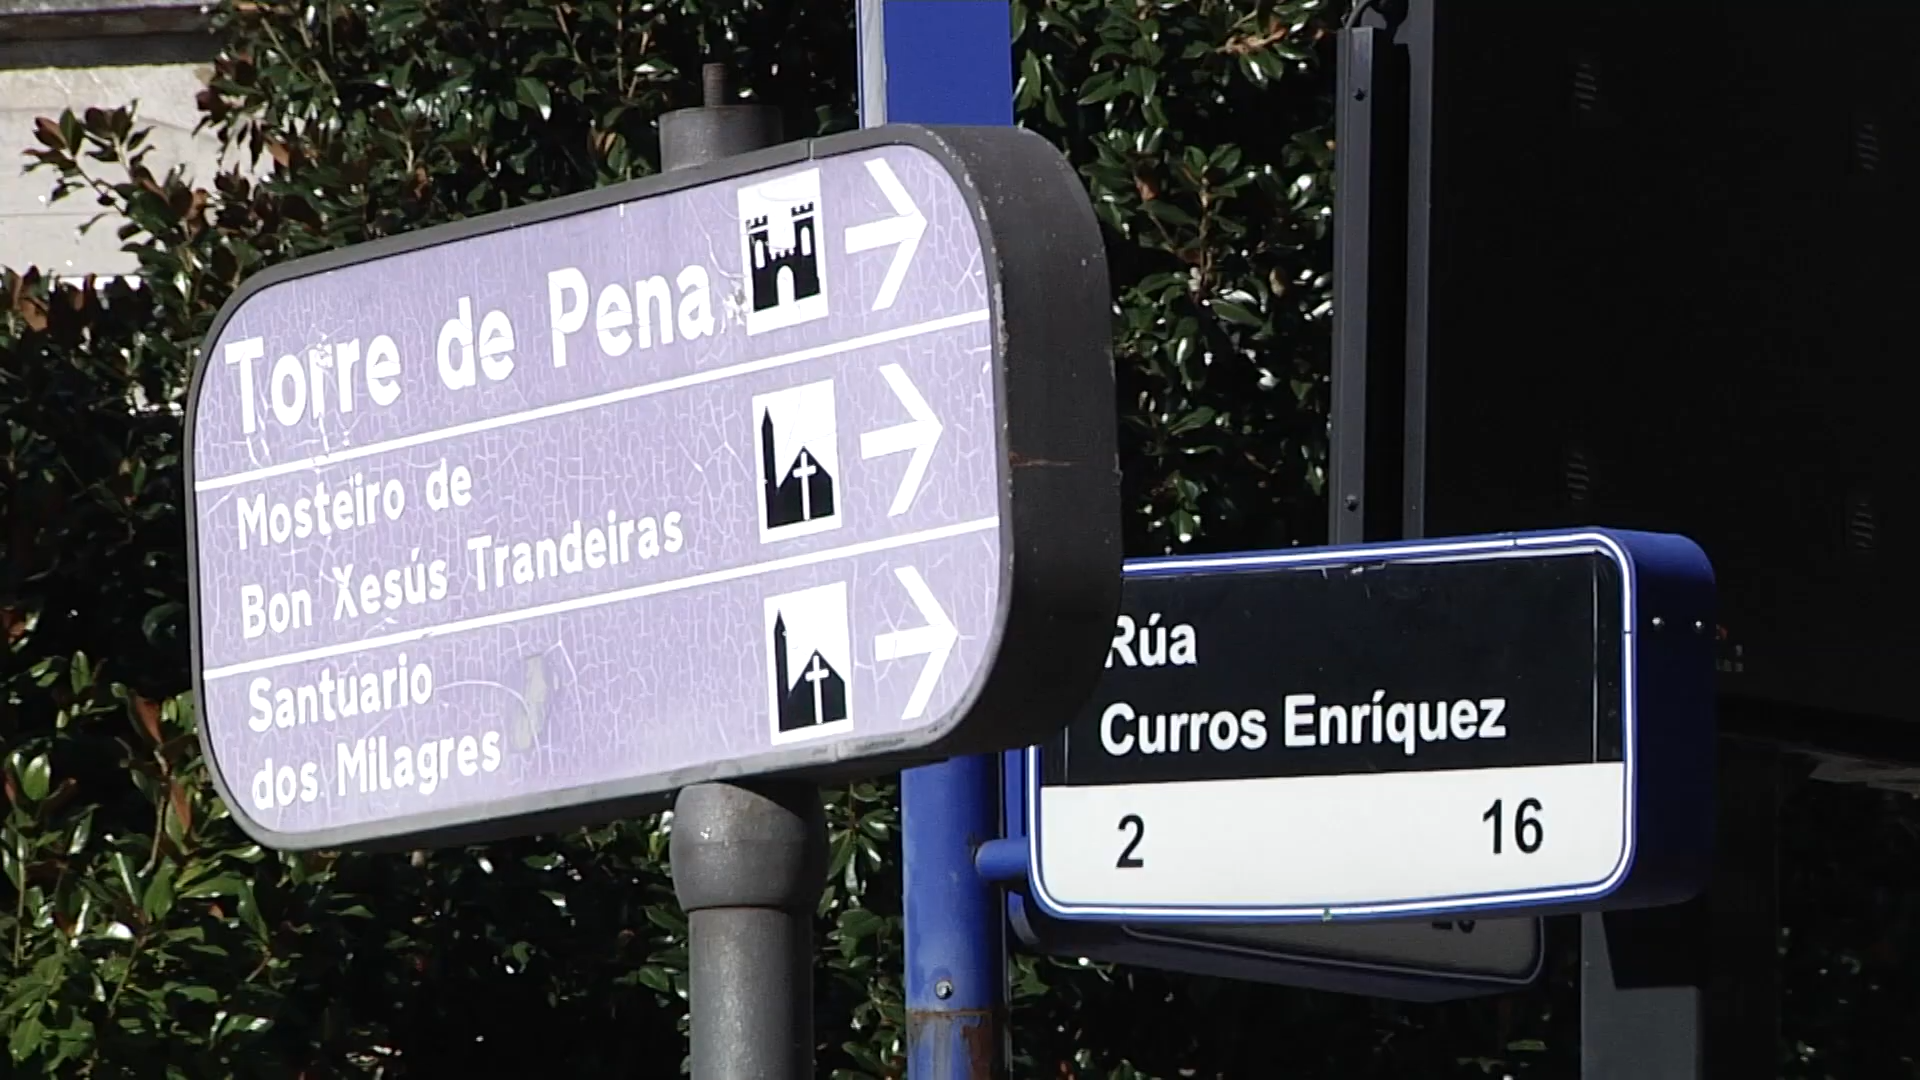 Torre de Pena
Mosteiro de
Bon Xesús Trandeiras
Santuario
dos Milagres
Rúa
Curros Enríquez
2 16